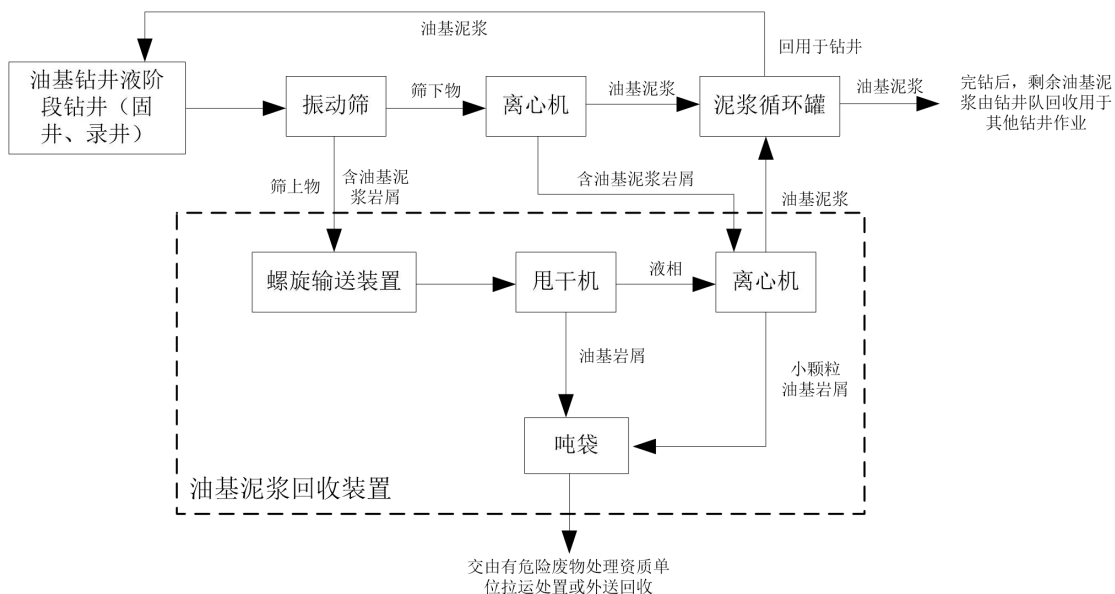 油基泥浆
回用于钻井
油基钻井液阶
段钻井（固
井、录井）
振动筛
筛下物
离心机
油基泥浆
泥浆循环罐
油基泥浆
完钻后，剩余油基泥
浆由钻井队回收用于
其他钻井作业
筛上物
含油基泥
浆岩屑
含油基泥浆岩屑
油基泥浆
螺旋输送装置
甩干机
液相
离心机
油基岩屑
小颗粒
油基岩屑
吨袋
油基泥浆回收装置
交由有危险废物处理资质单
位拉运处置或外送回收